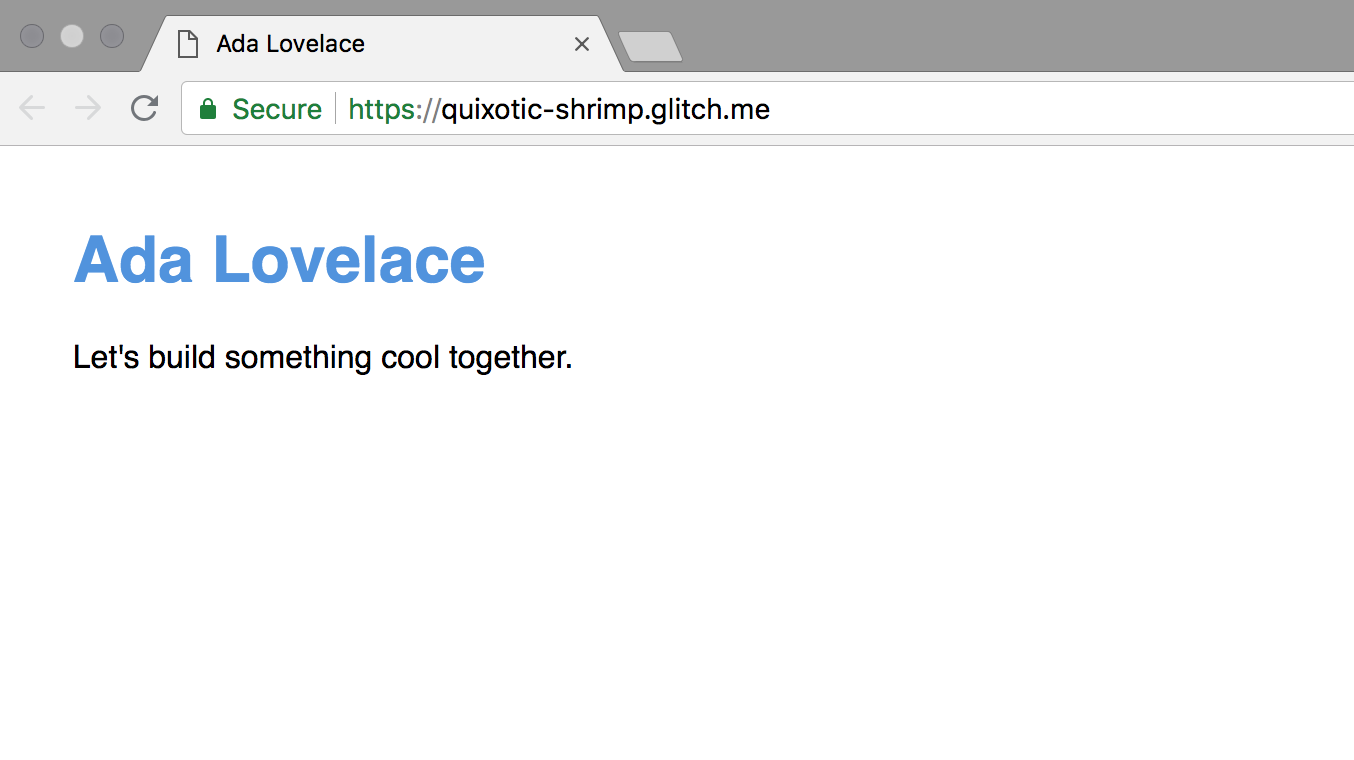 Ada Lovelace
Secure https://quixotic-shrimp.glitch.me
Ada Lovelace
Let's build something cool together.